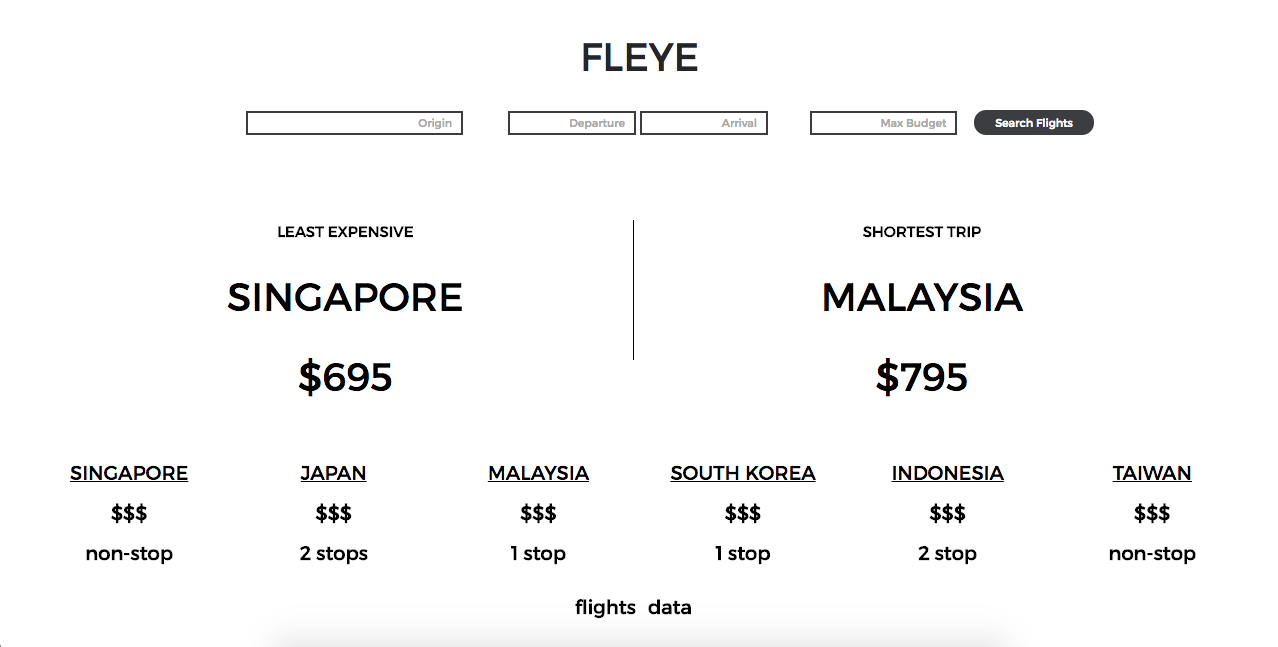 FLEYE
Origin Departure Arrival Max Budget Search Flights
LEAST EXPENSIVE
SINGAPORE
$695
SHORTEST TRIP
MALAYSIA
$795
SINGAPORE JAPAN MALAYSIA SOUTH KOREA INDONESIA TAIWAN
$$$ $$$ $$$ $$$ $$$ $$$
non-stop 2 stops 1 stop 1 stop 2 stop non-stop
flights data